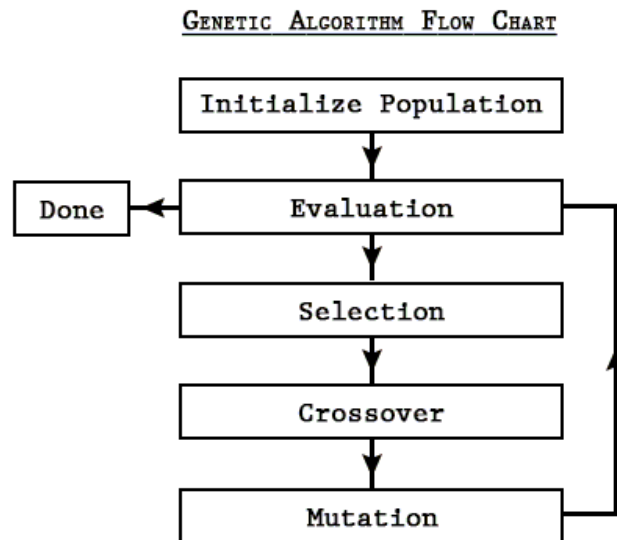 Genetic Algorithm Flow Chart
Initialize Population
Done
Evaluation
Selection
Crossover
Mutation